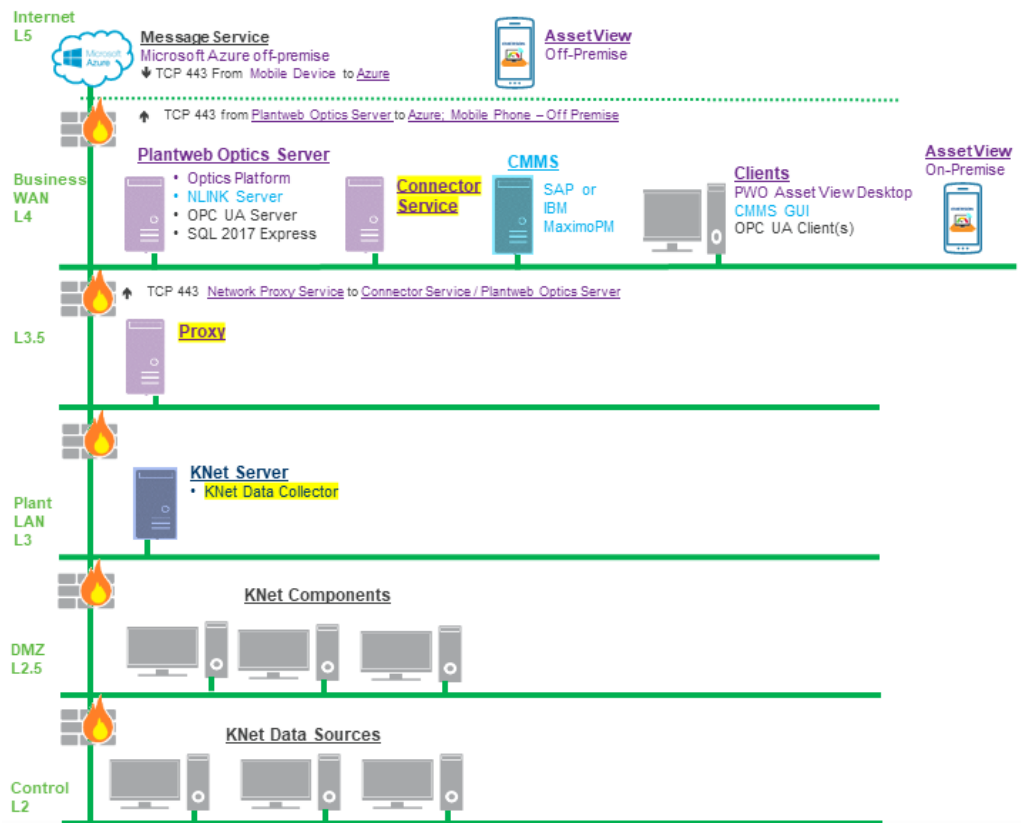 Internet
L5
Microsoft
Azure
Message Service
Microsoft Azure off-premise
TCP 443 From Mobile Device to Azure
AssetView
Off-Premise
TCP 443 from Plantweb Optics Server to Azure; Mobile Phone – Off Premise
Business
WAN
L4
Plantweb Optics Server
• Optics Platform
• NLINK Server
• OPC UA Server
• SQL 2017 Express
Connector
Service
CMMS
SAP or
IBM
MaximoPM
Clients
PWO Asset View Desktop
CMMS GUI
OPC UA Client(s)
AssetView
On-Premise
TCP 443 Network Proxy Service to Connector Service / Plantweb Optics Server
L3.5
Proxy
Plant
LAN
L3
KNet Server
• KNet Data Collector
DMZ
L2.5
KNet Components
Control
L2
KNet Data Sources